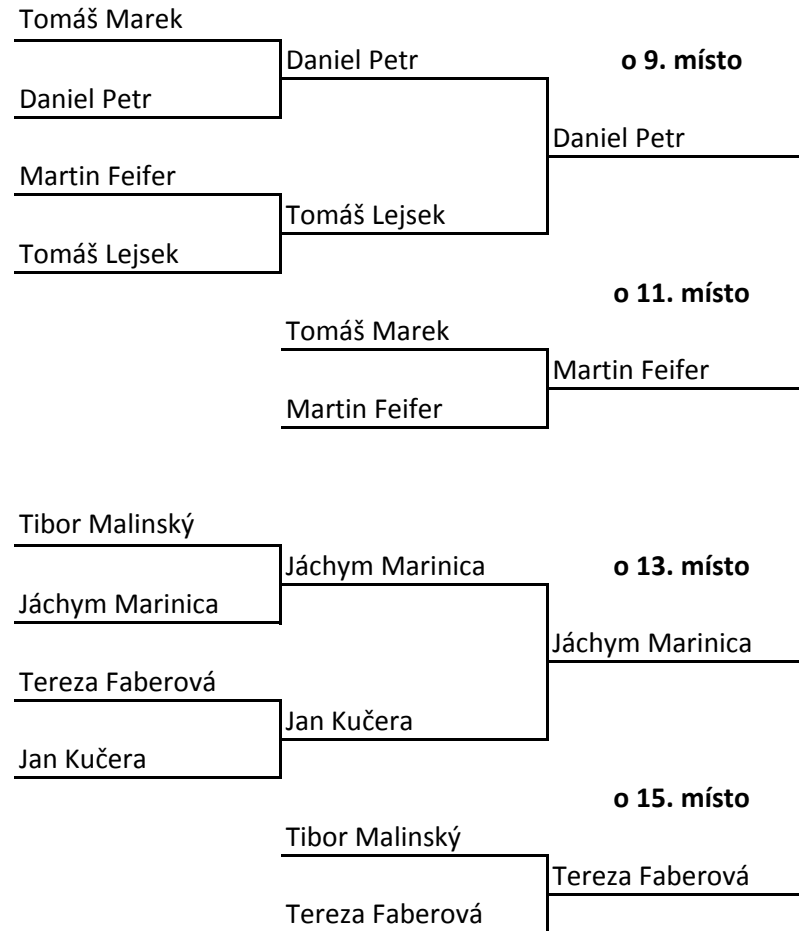 Tomáš Marek
Daniel Petr o 9. místo
Daniel Petr
Daniel Petr
Martin Feifer
Tomáš Lejsek
Tomáš Lejsek
o 11. místo
Tomáš Marek
Martin Feifer
Martin Feifer
Tibor Malinský
Jáchym Marinica o 13. místo
Jáchym Marinica
Jáchym Marinica
Tereza Faberová
Jan Kučera
Jan Kučera
o 15. místo
Tibor Malinský
Tereza Faberová
Tereza Faberová